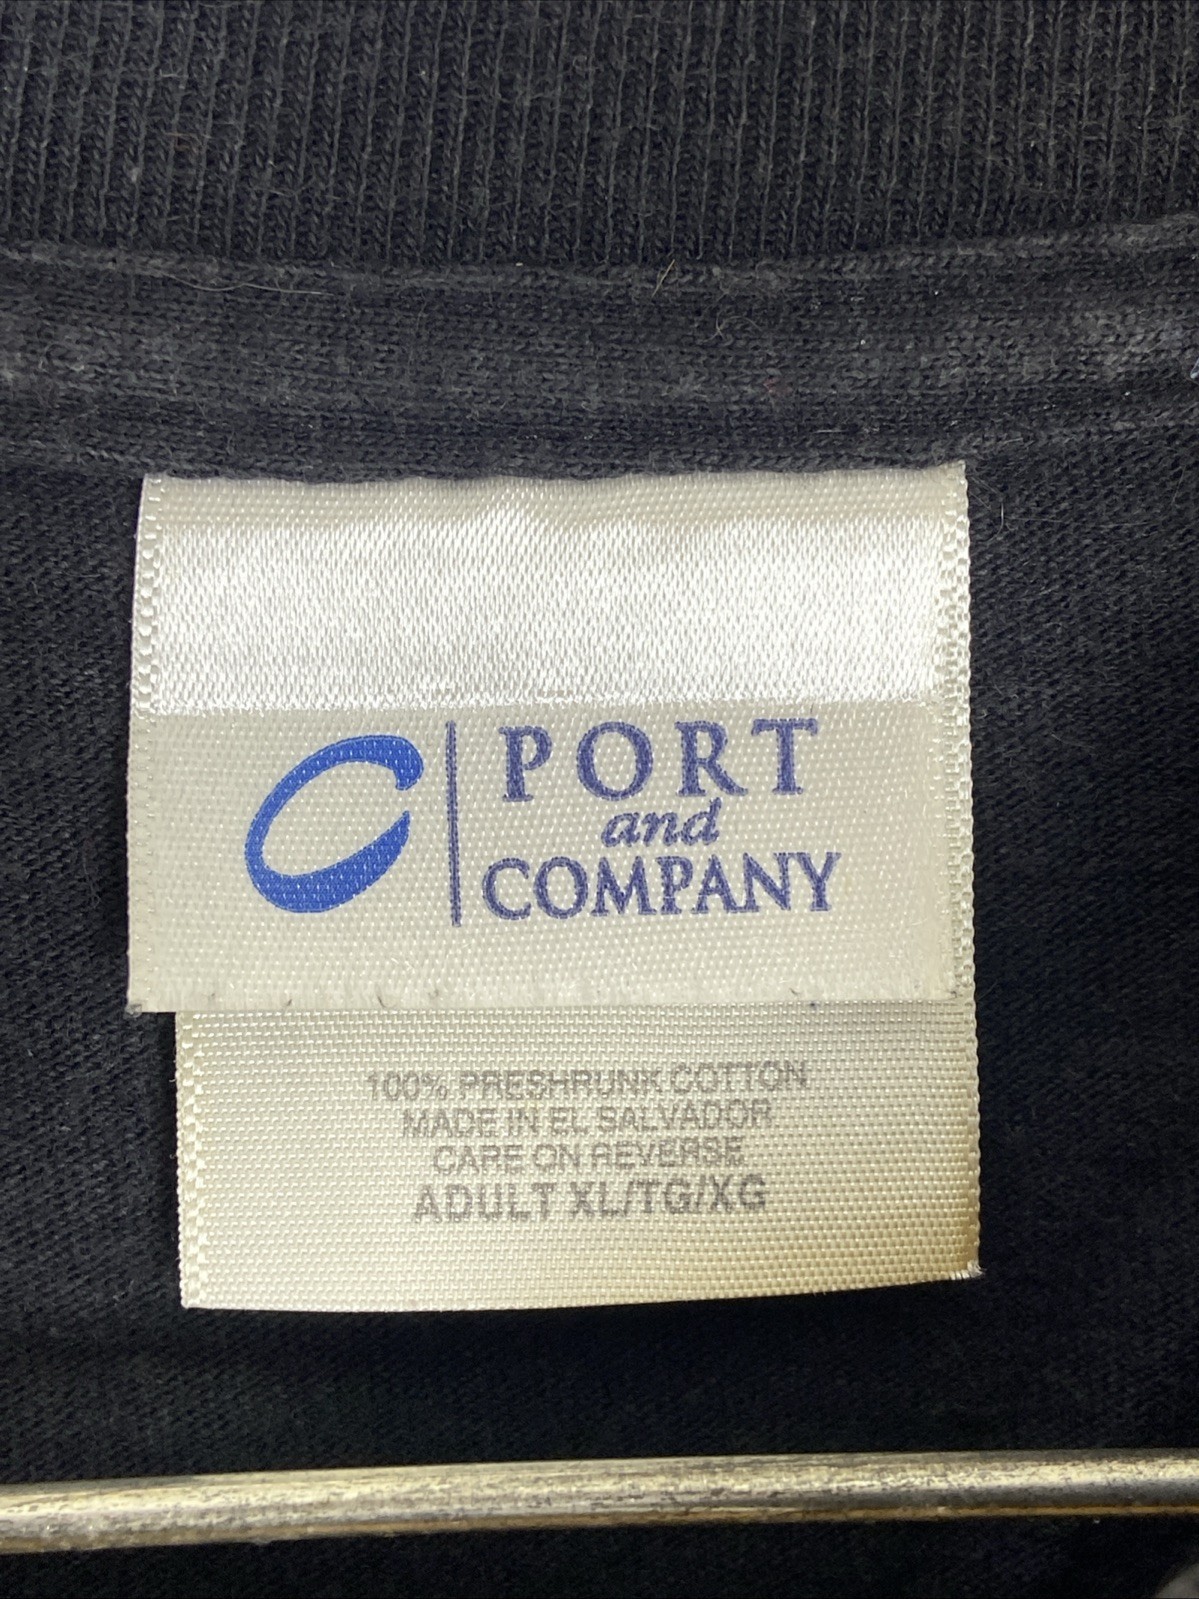 PORT
and
COMPANY
100% PRESHRUNK COTTON
MADE IN EL SALVADOR
CARE ON REVERSE
ADULT XL/TG/XG